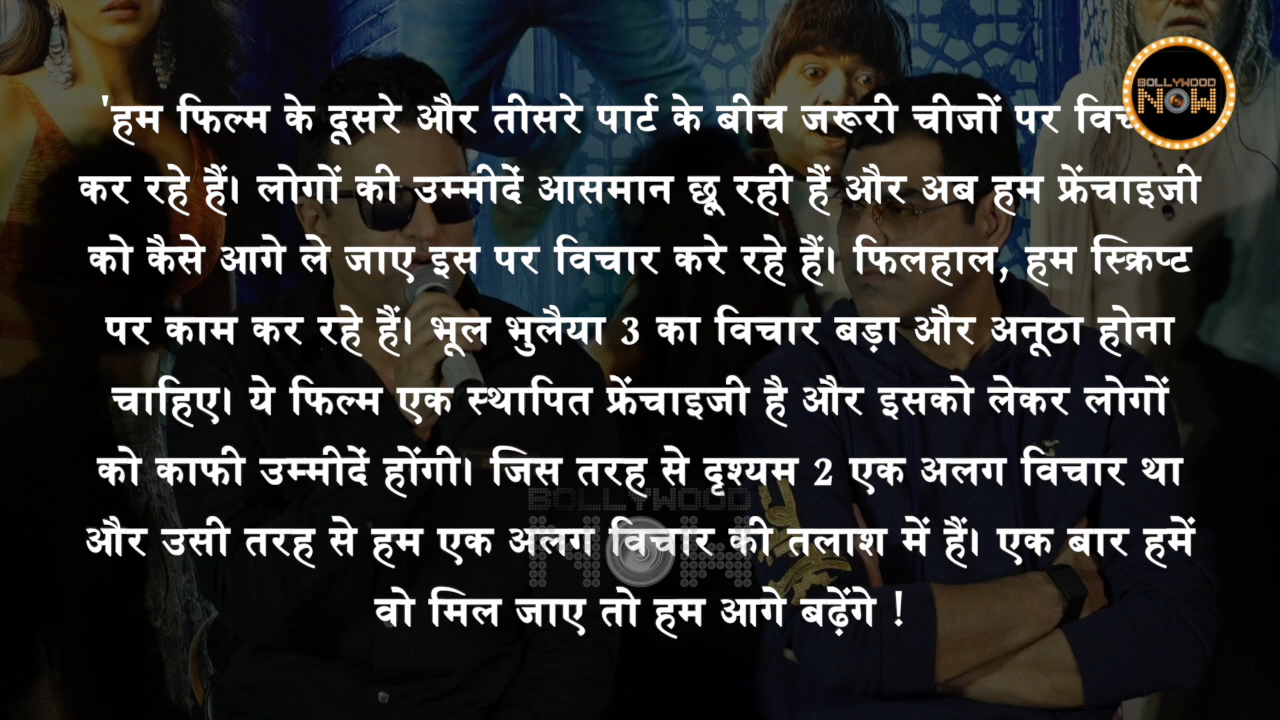 'हम फिल्म के दूसरे और तीसरे पार्ट के बीच जरूरी चीजों पर
कर रहे हैं। लोगों की उम्मीदें आसमान छू रही हैं और अब हम फ्रेंचाइजी
को कैसे आगे ले जाए इस पर विचार करे रहे हैं। फिलहाल, हम स्क्रिप्ट
पर काम कर रहे हैं। भूल भुलैया 3 का विचार बड़ा और अनूठा होना
चाहिए। ये फिल्म एक स्थापित फ्रेंचाइजी है और इसको लेकर लोगों
को काफी उम्मीदें होंगी। जिस तरह से दृश्यम 2 एक अलग विचार था
और उसी तरह से हम एक अलग विचार की तलाश में हैं। एक बार हमें
वो मिल जाए तो हम आगे बढ़ेंगे !
BOLLYWOOD
NOW
BOLLYWOOD
NOW